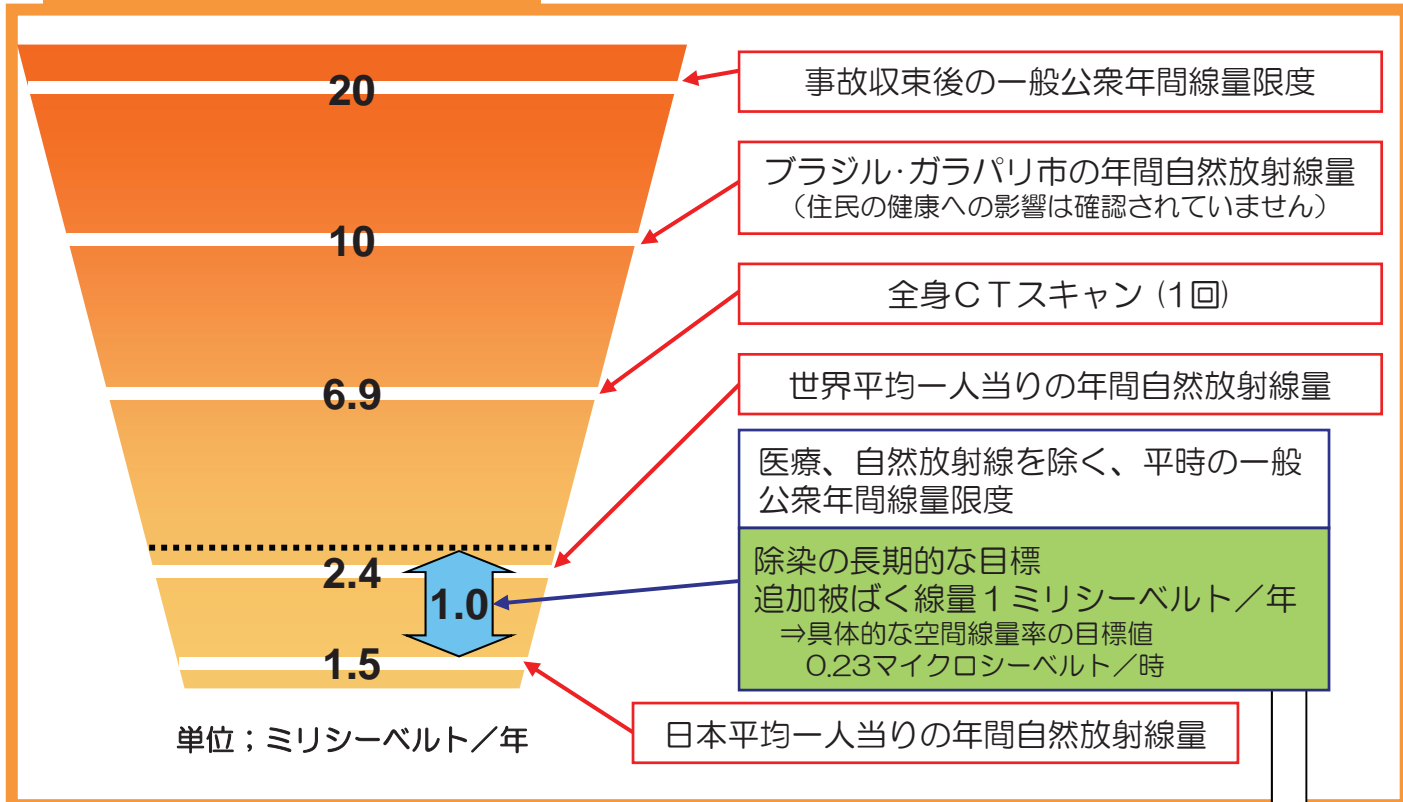 20
事故収束後の一般公衆年間線量限度
ブラジル・ガラパリ市の年間自然放射線量
（住民の健康への影響は確認されていません）
10
全身CTスキャン (1回)
6.9
世界平均一人当りの年間自然放射線量
医療、自然放射線を除く、平時の一般
公衆年間線量限度
2.4
1.0
除染の長期的な目標
追加被ばく線量１ミリシーベルト／年
⇒具体的な空間線量率の目標値
0.23マイクロシーベルト／時
1.5
日本平均一人当りの年間自然放射線量
単位；ミリシーベルト／年